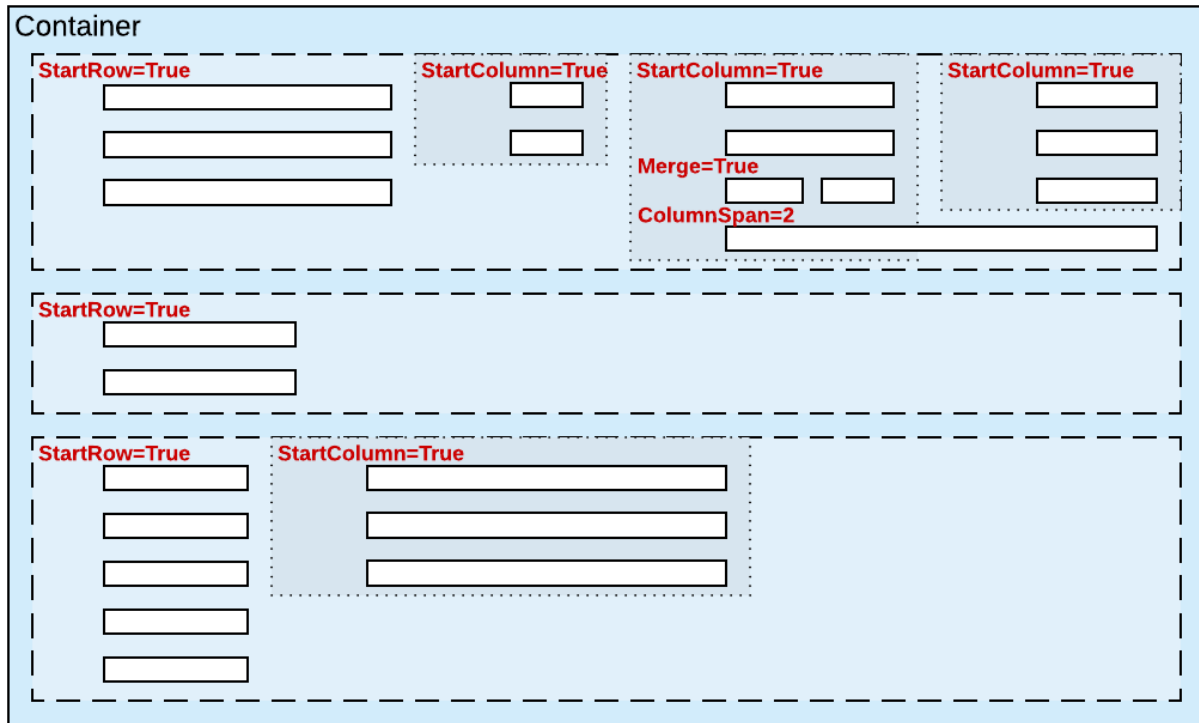 Container
StartRow=True
StartColumn=True
StartColumn=True
StartColumn=True
Merge=True
ColumnSpan=2
StartRow=True
StartRow=True
StartColumn=True